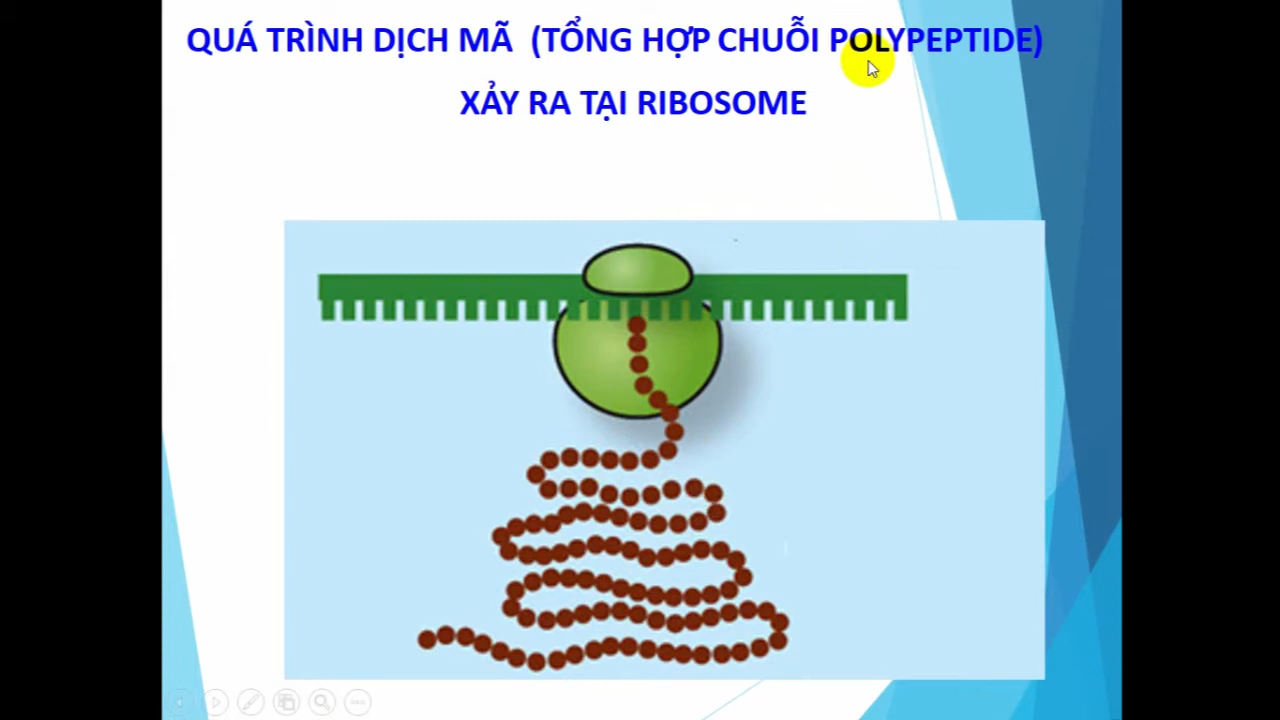 QUÁ TRÌNH DỊCH MÃ (TỔNG HỢP CHUỖI POLYPEPTIDE)
XẢY RA TẠI RIBOSOME